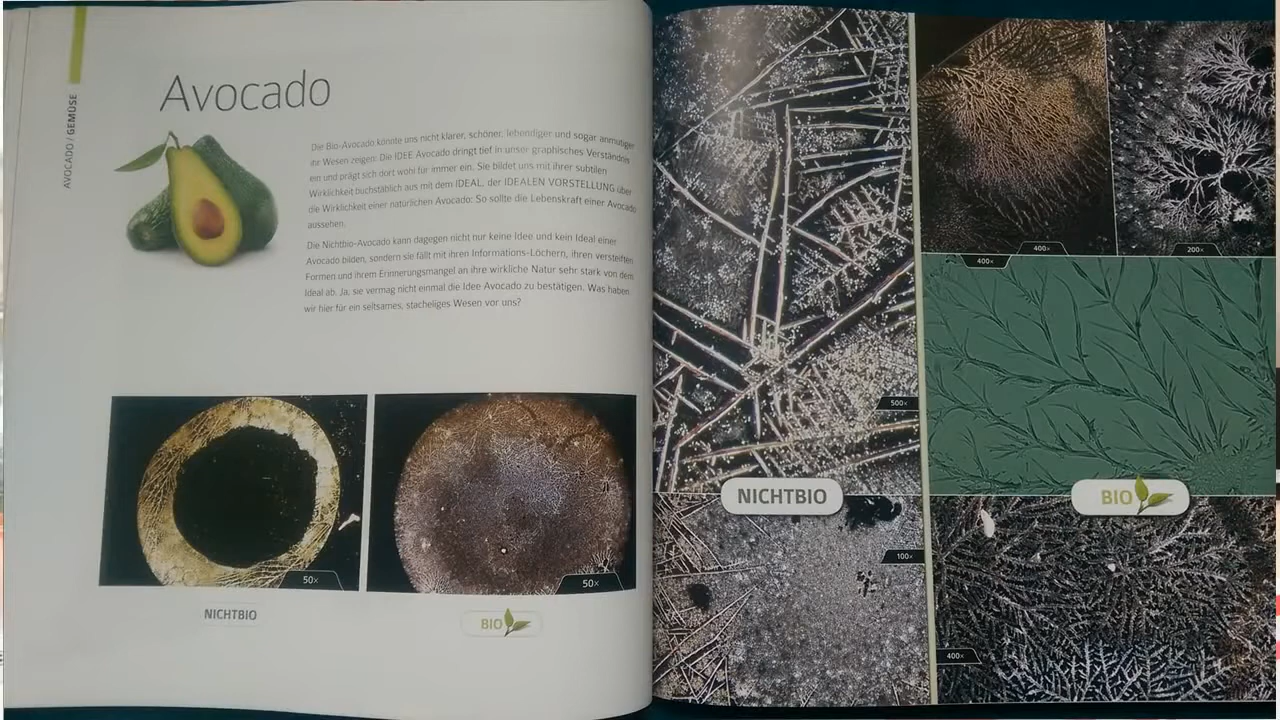 AVOCADO / GEMÜSE
Avocado
Die Bio-Avocado könnte uns nicht klarer, schöner, lebendiger und sogar anmutiger
ihr Wesen zeigen. Die IDEE Avocado dringt tief in unser graphisches Verständnis
ein und prägt sich dort wohl für immer ein. Sie bildet uns mit ihrer subtilen
Wirklichkeit buchstäblich aus mit dem IDEAL, der IDEALEN VORSTELLUNG über
die Wirklichkeit einer natürlichen Avocado: So sollte die Lebenskraft einer Avocado
aussehen.
Die Nichtbio-Avocado kann dagegen nicht nur keine Idee und kein Ideal einer
Avocado bilden, sondern sie fällt mit ihren Informations-Löchern, ihren versteiften
Formen und ihrem Erinnerungsmangel an ihre wirkliche Natur sehr stark von dem
Ideal ab. Ja, sie vermag nicht einmal die Idee Avocado zu bestätigen. Was haben
wir hier für ein seltsames, stacheliges Wesen vor uns?
50×
50×
NICHTBIO
BIO
500×
NICHTBIO
100×
400×
200×
400×
BIO
400×